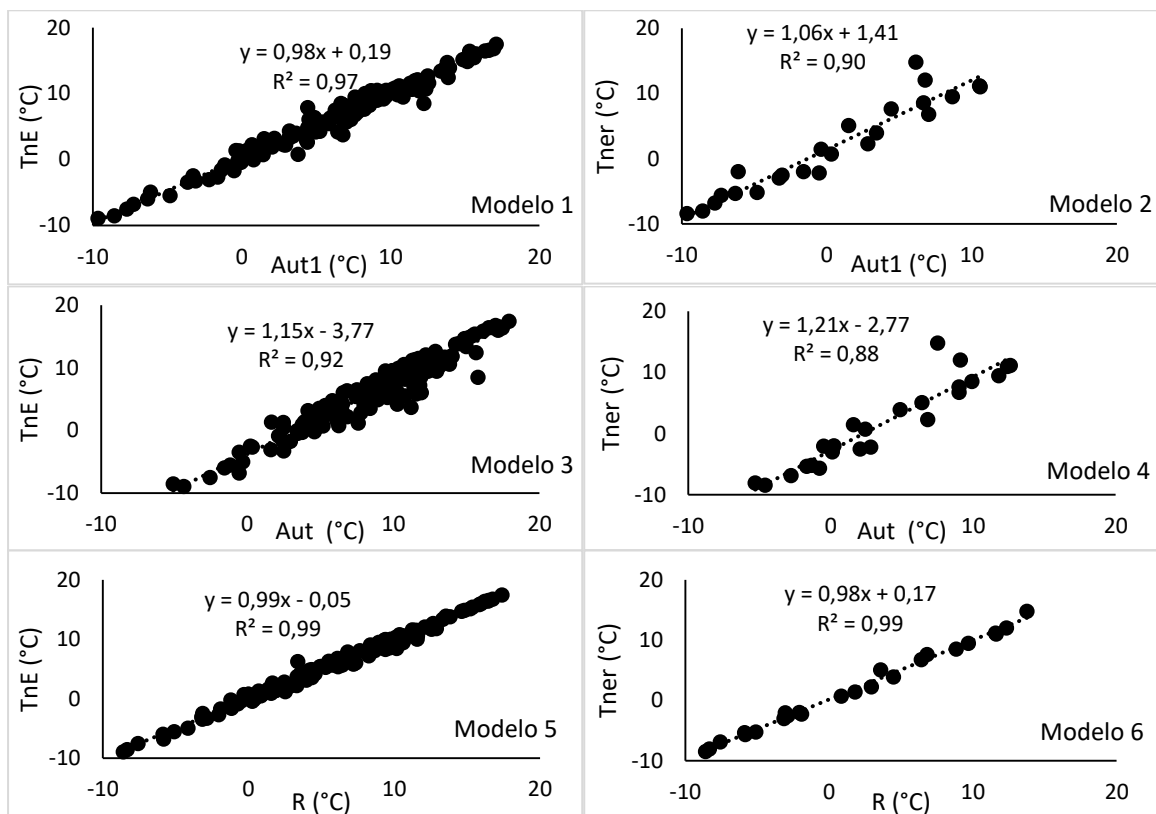 20
10
0
-10
TnE (°C)
y = 0,98x + 0,19
R² = 0,97
Modelo 1
-10 0 10 20
Aut1 (°C)
20
10
0
-10
Tner (°C)
y = 1,06x + 1,41
R² = 0,90
Modelo 2
-10 0 10 20
Aut1 (°C)
20
10
0
-10
TnE (°C)
y = 1,15x - 3,77
R² = 0,92
Modelo 3
-10 0 10 20
Aut (°C)
20
10
0
-10
Tner (°C)
y = 1,21x - 2,77
R² = 0,88
Modelo 4
-10 0 10 20
Aut (°C)
20
10
0
-10
TnE (°C)
y = 0,99x - 0,05
R² = 0,99
Modelo 5
-10 0 10 20
R (°C)
20
10
0
-10
Tner (°C)
y = 0,98x + 0,17
R² = 0,99
Modelo 6
-10 0 10 20
R (°C)